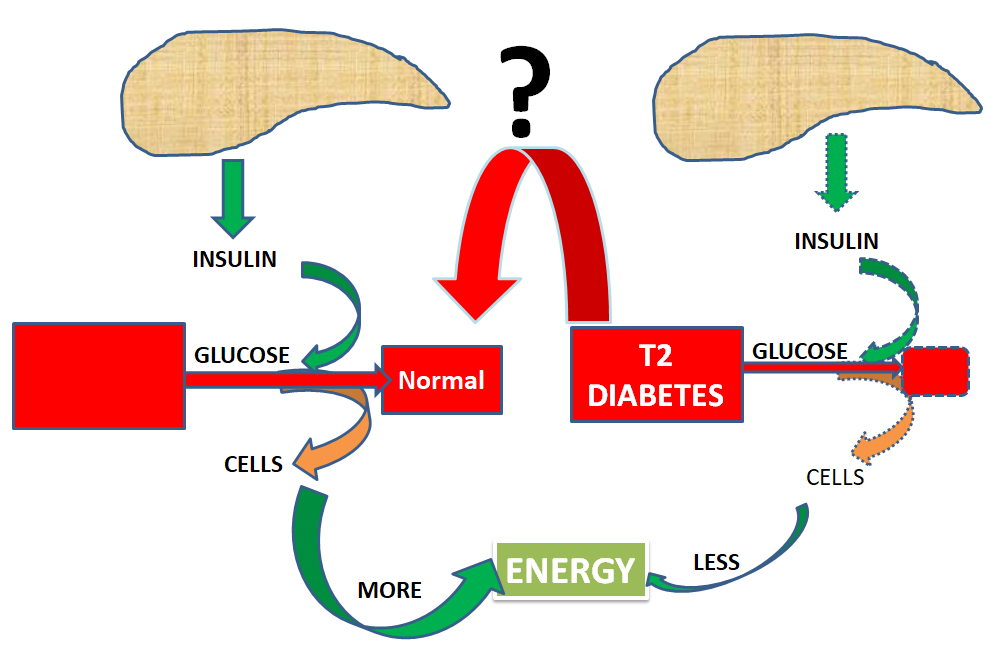 ?
INSULIN
INSULIN
GLUCOSE
Normal
T2
DIABETES
GLUCOSE
CELLS
CELLS
ENERGY
MORE
LESS